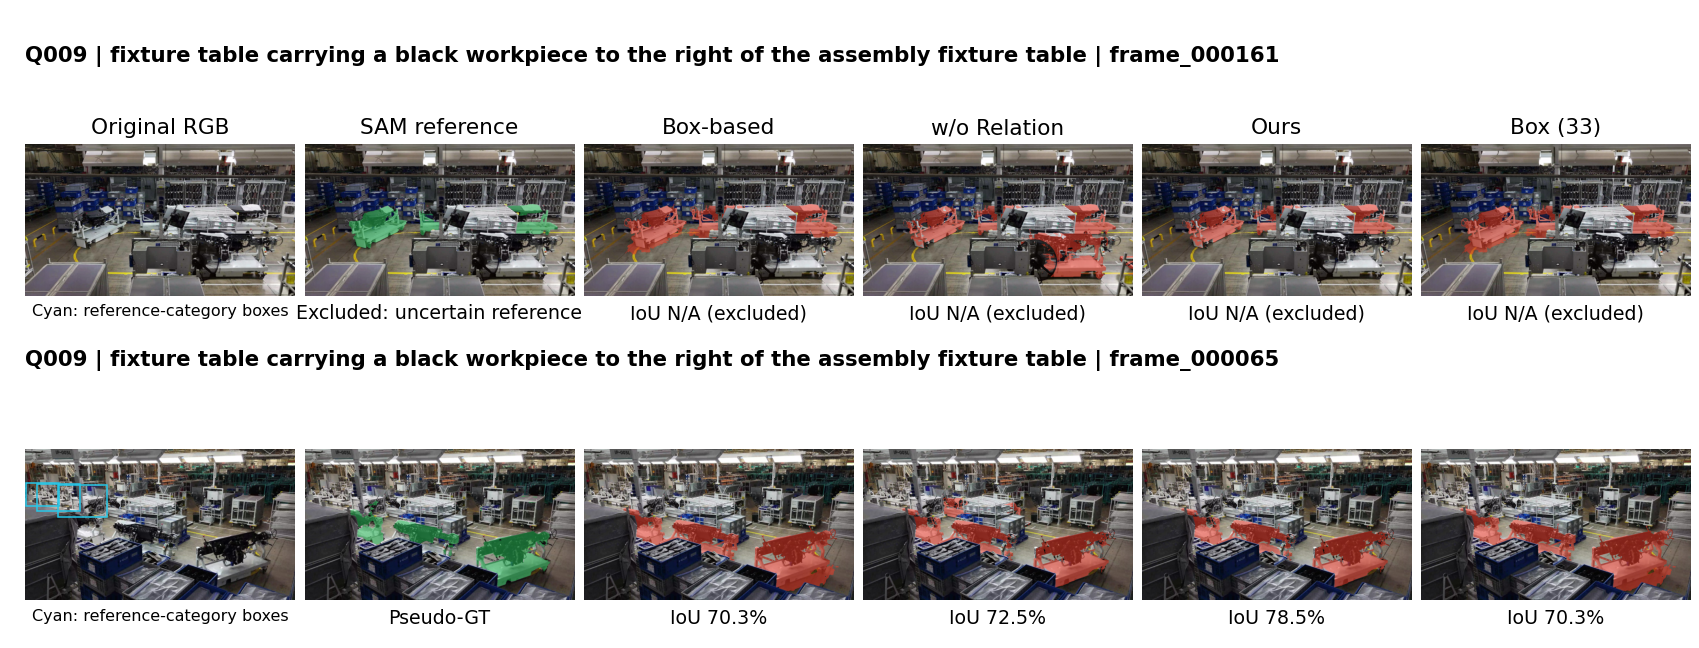 Q009 | fixture table carrying a black workpiece to the right of the assembly fixture table | frame_000161
Original RGB SAM reference Box-based w/o Relation Ours Box (33)
Cyan: reference-category boxes Excluded: uncertain reference IoU N/A (excluded) IoU N/A (excluded) IoU N/A (excluded) IoU N/A (excluded)
Q009 | fixture table carrying a black workpiece to the right of the assembly fixture table | frame_000065
Cyan: reference-category boxes Pseudo-GT IoU 70.3% IoU 72.5% IoU 78.5% IoU 70.3%